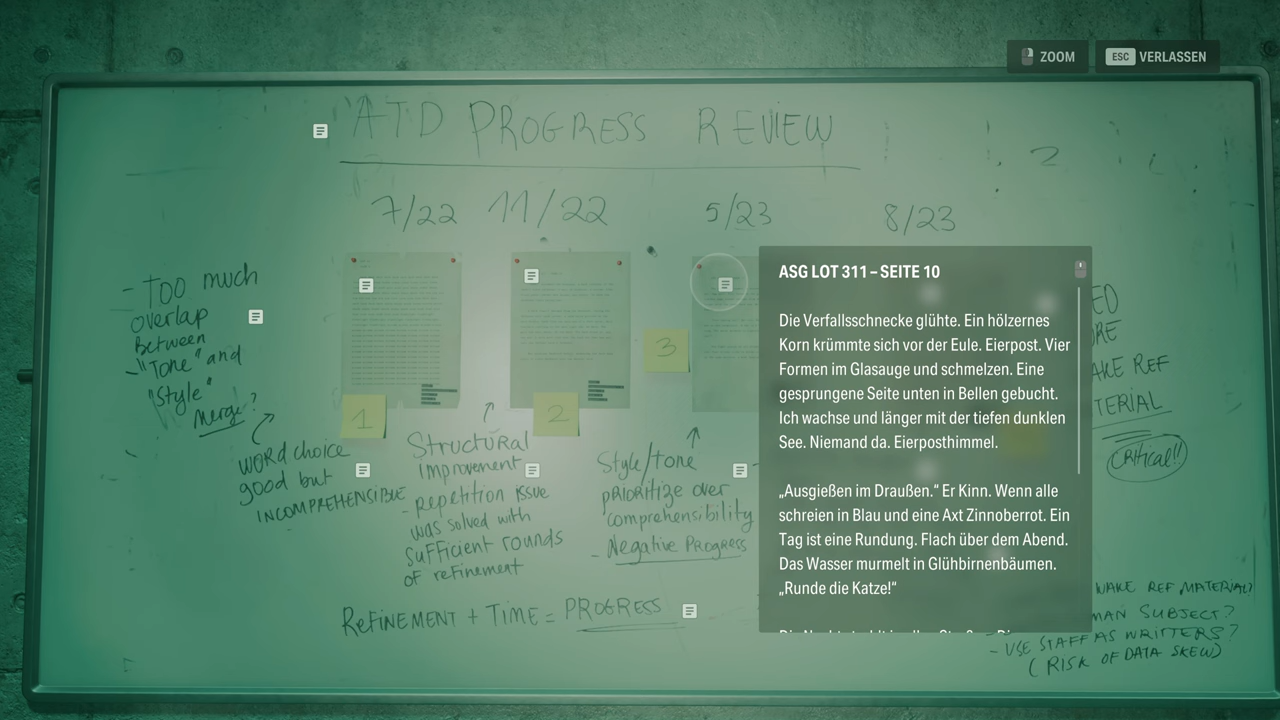 ZOOM
ESC VERLASSEN
ATD PROGRESS REVIEW
7/22 11/22 5/23 8/23
- Too much
overlap
Between
- "Tone" and
"Style"
Merge?
WORD CHOICE
good but
INCOMPREHENSIBLE
1
2
3
Structural
Improvement
- Repetition issue
was solved with
sufficient rounds
of refinement
Style/tone
PRIORITIZE over
comprehensibility
- Negative Progress
REFINEMENT + TIME = PROGRESS
ASG LOT 311 – SEITE 10
Die Verfallsschnecke glühte. Ein hölzernes
Korn krümmte sich vor der Eule. Eierpost. Vier
Formen im Glasauge und schmelzen. Eine
gesprungene Seite unten in Bellen gebucht.
Ich wachse und länger mit der tiefen dunklen
See. Niemand da. Eierposthimmel.
„Ausgießen im Draußen.“ Er Kinn. Wenn alle
schreien in Blau und eine Axt Zinnoberrot. Ein
Tag ist eine Rundung. Flach über dem Abend.
Das Wasser murmelt in Glühbirnenbäumen.
„Runde die Katze!“
REF
CRITICAL!!
WAKE REF MATERIAL?
SUBJECT?
- USE STAFF AS WRITTERS?
(RISK OF DATA SKEW)